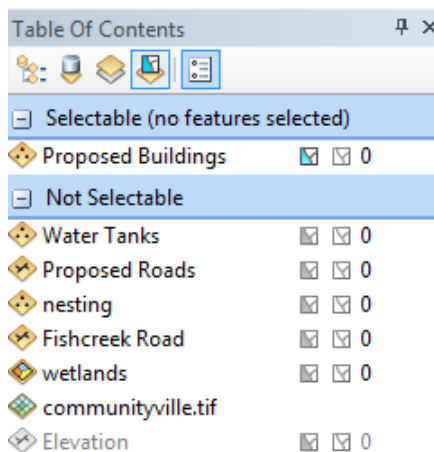 Table Of Contents
Selectable (no features selected)
Proposed Buildings 0
Not Selectable
Water Tanks 0
Proposed Roads 0
nesting 0
Fishcreek Road 0
wetlands 0
communityville.tif
Elevation 0